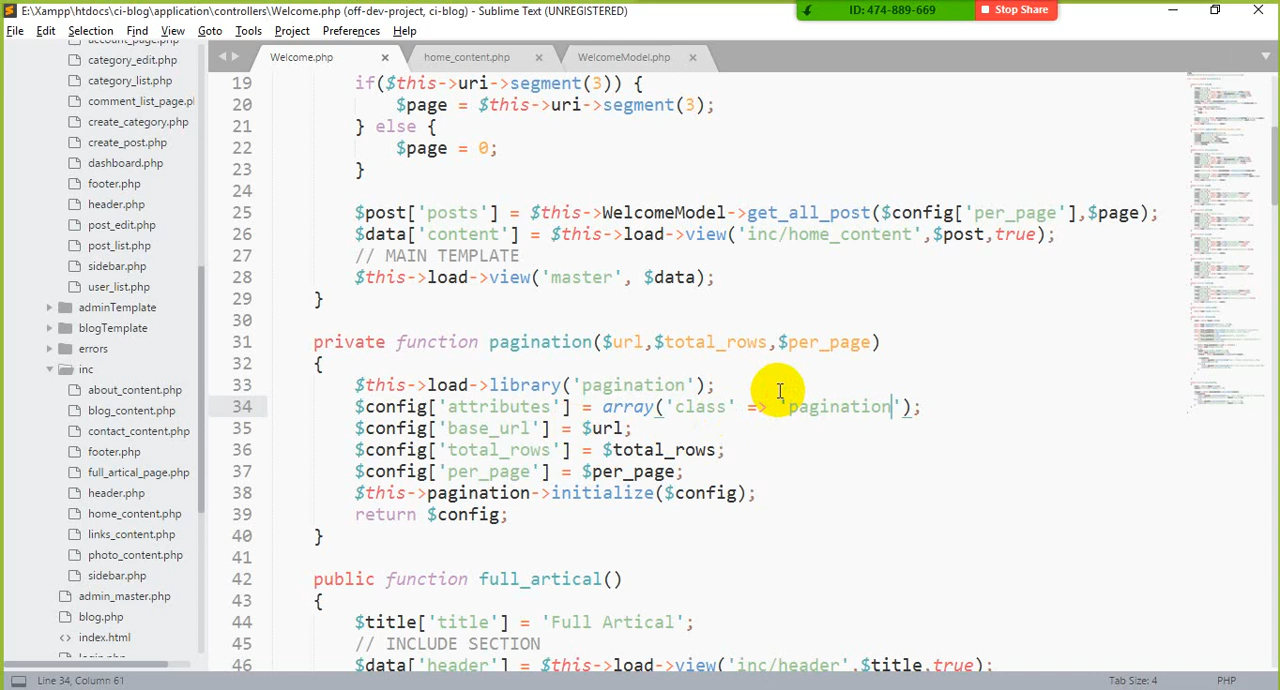 E:\Xampp\htdocs\ci-blog\application\controllers\Welcome.php (off-dev-project, ci-blog) - Sublime Text (UNREGISTERED)
ID: 474-889-669
Stop Share
File Edit Selection Find View Goto Tools Project Preferences Help
account_page.php
category_edit.php
category_list.php
comment_list_page.pl
create_category.php
create_post.php
dashboard.php
footer.php
header.php
post_edit.php
post_list.php
sidebar.php
user_list.php
adminTemplate
blogTemplate
errors
inc
about_content.php
blog_content.php
contact_content.php
footer.php
full_artical_page.php
header.php
home_content.php
links_content.php
photo_content.php
sidebar.php
admin_master.php
blog.php
index.html
login.php
Welcome.php × home_content.php × WelcomeModel.php ×
19 if($this->uri->segment(3)) {
20 $page = $this->uri->segment(3);
21 } else {
22 $page = 0;
23 }
24
25 $post['posts'] = $this->WelcomeModel->get_all_post($config['per_page'],$page);
26 $data['content'] = $this->load->view('inc/home_content',$post,true);
27 // MAIN TEMPLATE
28 $this->load->view('master', $data);
29 }
30
31 private function pagination($url,$total_rows,$per_page)
32 {
33 $this->load->library('pagination');
34 $config['attributes'] = array('class' => 'pagination');
35 $config['base_url'] = $url;
36 $config['total_rows'] = $total_rows;
37 $config['per_page'] = $per_page;
38 $this->pagination->initialize($config);
39 return $config;
40 }
41
42 public function full_artical()
43 {
44 $title['title'] = 'Full Artical';
45 // INCLUDE SECTION
46 $data['header'] = $this->load->view('inc/header',$title,true);
Line 34, Column 61
Tab Size: 4
PHP